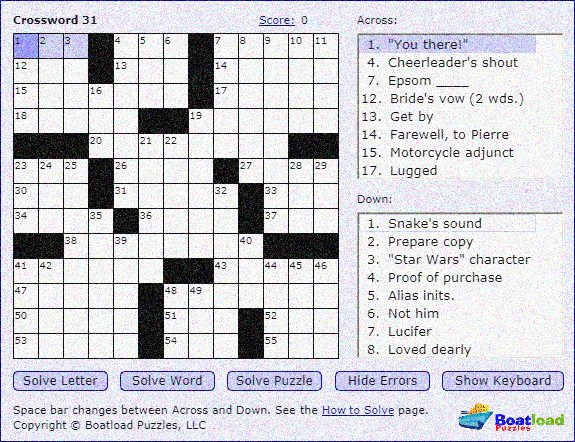 Crossword 31
Score: 0
1 2 3 4 5 6 7 8 9 10 11
12 13 14
15 16 17
18 19
20 21 22
23 24 25 26 27 28 29
30 31 32 33
34 35 36 37
38 39 40
41 42 43 44 45 46
47 48 49
50 51 52
53 54 55
Across:
1. "You there!"
4. Cheerleader's shout
7. Epsom ____
12. Bride's vow (2 wds.)
13. Get by
14. Farewell, to Pierre
15. Motorcycle adjunct
17. Lugged
Down:
1. Snake's sound
2. Prepare copy
3. "Star Wars" character
4. Proof of purchase
5. Alias inits.
6. Not him
7. Lucifer
8. Loved dearly
Solve Letter Solve Word Solve Puzzle Hide Errors Show Keyboard
Space bar changes between Across and Down. See the How to Solve page.
Copyright © Boatload Puzzles, LLC
Boatload
Puzzles